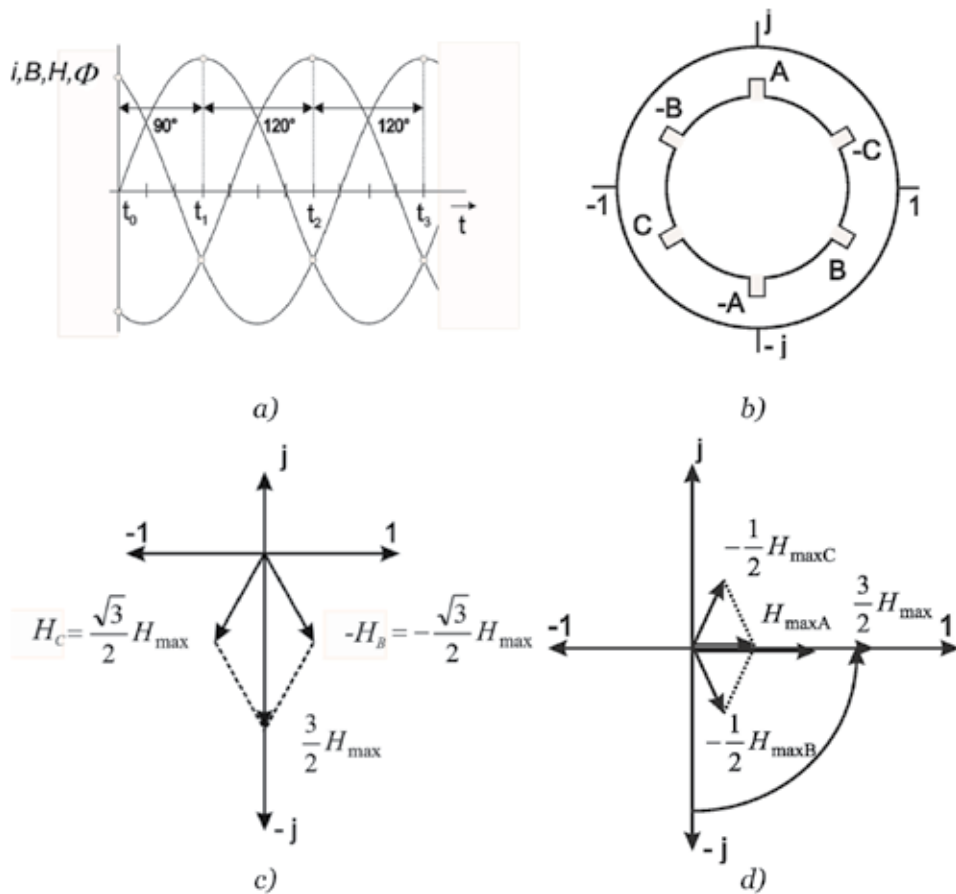 i,B,H,Φ
90° 120° 120°
t₀ t₁ t₂ t₃ t
a)
j
A
-B -C
-1 1
C B
-A
- j
b)
j
-1 1
H_C = √3/2 H_max -H_B = -√3/2 H_max
3/2 H_max
- j
c)
j
-1/2 H_maxC
H_maxA 3/2 H_max
-1 1
-1/2 H_maxB
- j
d)